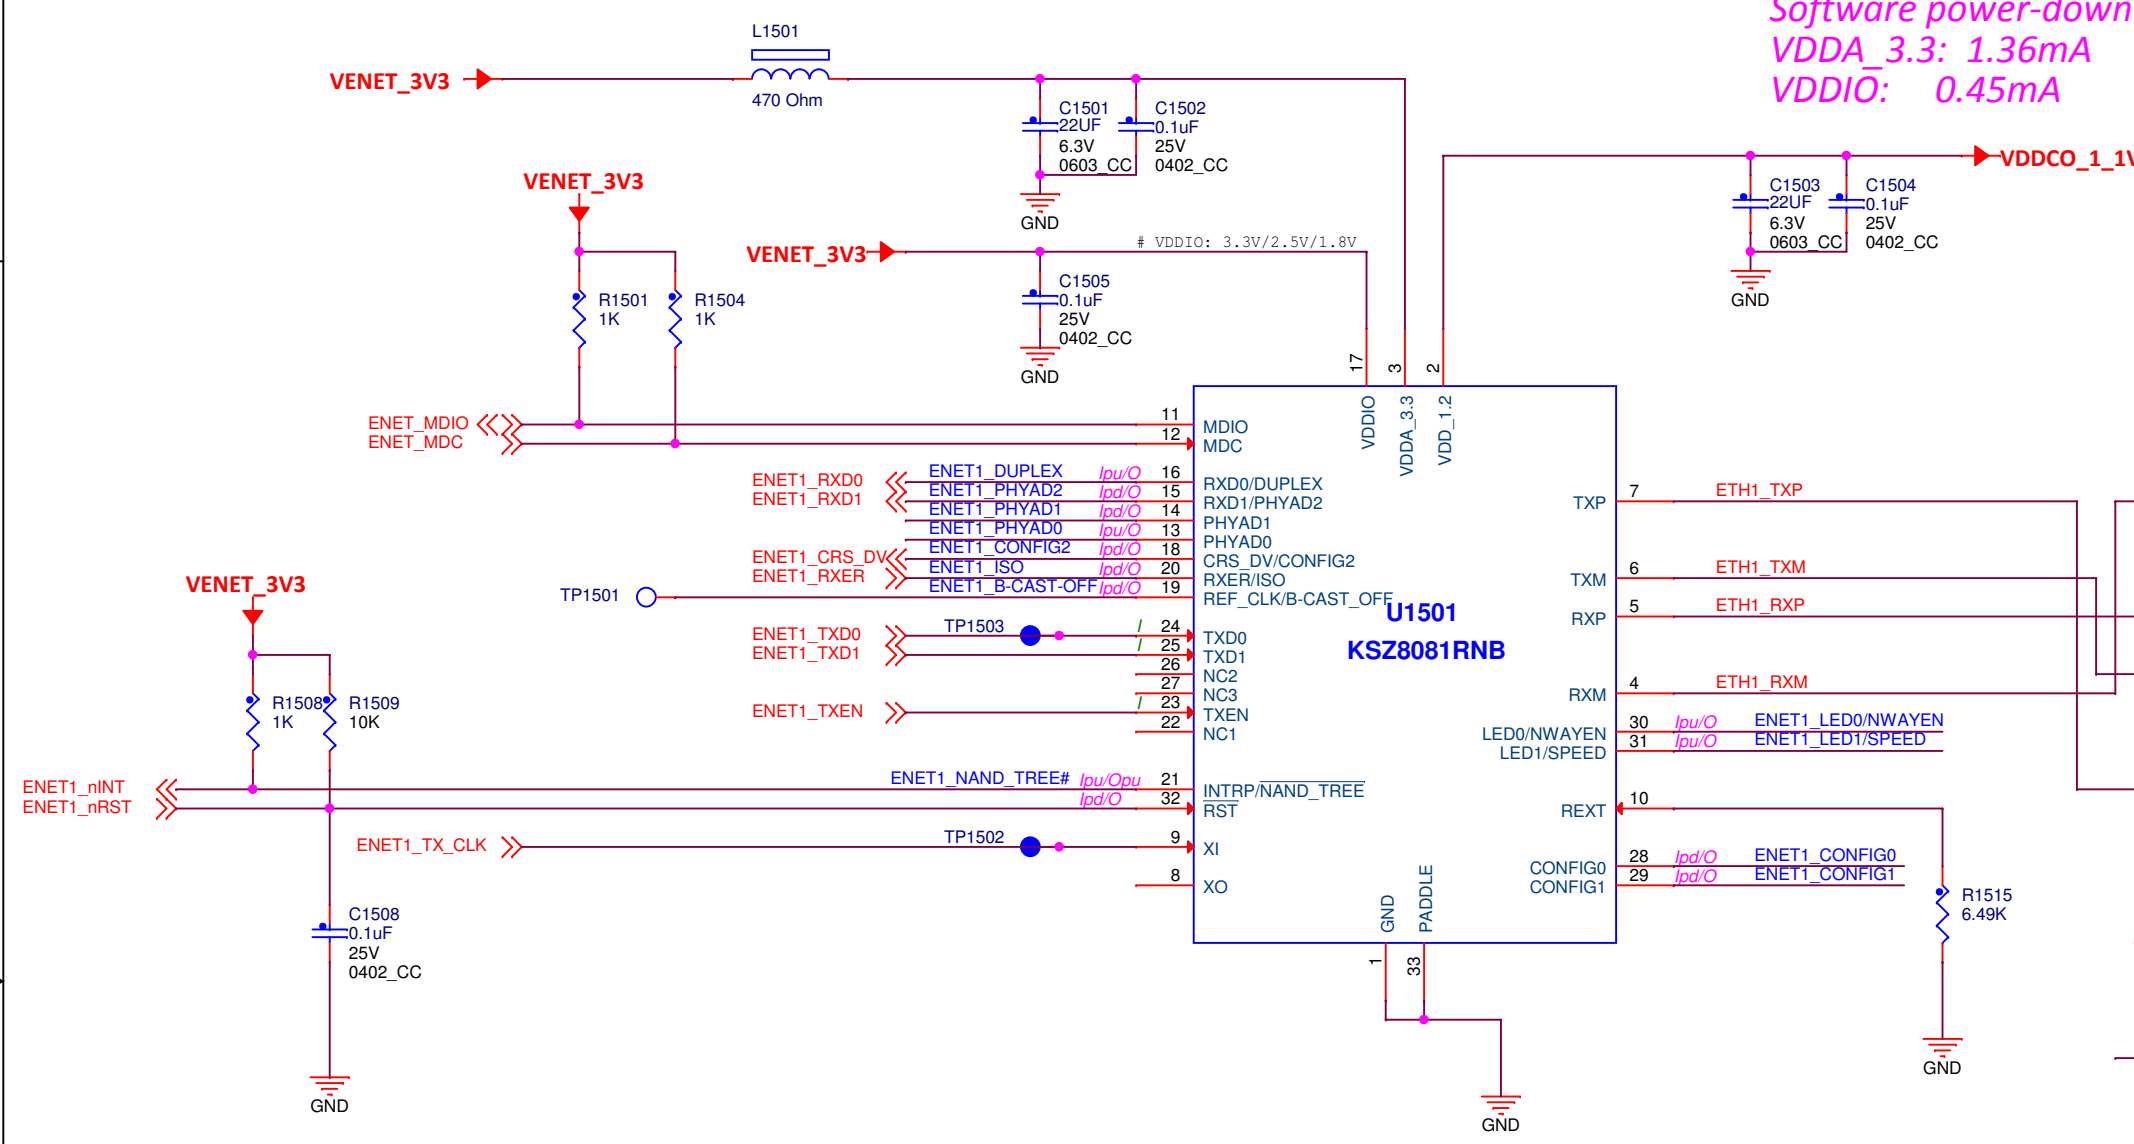 Software power-down
VDDA_3.3: 1.36mA
VDDIO: 0.45mA
L1501
VENET_3V3
470 Ohm
C1501
22UF
6.3V
0603_CC
C1502
0.1uF
25V
0402_CC
GND
VDDCO_1_1V
C1503
22UF
6.3V
0603_CC
C1504
0.1uF
25V
0402_CC
GND
VENET_3V3
R1501
1K
R1504
1K
VENET_3V3
# VDDIO: 3.3V/2.5V/1.8V
C1505
0.1uF
25V
0402_CC
GND
17
3
2
VDDIO
VDDA_3.3
VDD_1.2
ENET_MDIO
11
MDIO
ENET_MDC
12
MDC
ENET1_RXD0
ENET1_DUPLEX
Ipu/O
16
RXD0/DUPLEX
ENET1_RXD1
ENET1_PHYAD2
Ipd/O
15
RXD1/PHYAD2
ENET1_PHYAD1
Ipd/O
14
PHYAD1
ENET1_PHYAD0
Ipu/O
13
PHYAD0
ENET1_CRS_DV
ENET1_CONFIG2
Ipd/O
18
CRS_DV/CONFIG2
ENET1_RXER
ENET1_ISO
Ipd/O
20
RXER/ISO
TP1501
ENET1_B-CAST-OFF
Ipd/O
19
REF_CLK/B-CAST_OFF
U1501
KSZ8081RNB
ENET1_TXD0
TP1503
24
TXD0
ENET1_TXD1
25
TXD1
26
NC2
27
NC3
ENET1_TXEN
23
TXEN
22
NC1
VENET_3V3
R1508
1K
R1509
10K
ENET1_nINT
ENET1_NAND_TREE#
Ipu/Opu
21
INTRP/NAND_TREE
ENET1_nRST
Ipd/O
32
RST
ENET1_TX_CLK
TP1502
9
XI
8
XO
C1508
0.1uF
25V
0402_CC
GND
TXP
7
ETH1_TXP
TXM
6
ETH1_TXM
RXP
5
ETH1_RXP
RXM
4
ETH1_RXM
LED0/NWAYEN
30
Ipu/O
ENET1_LED0/NWAYEN
LED1/SPEED
31
Ipu/O
ENET1_LED1/SPEED
REXT
10
CONFIG0
28
Ipd/O
ENET1_CONFIG0
CONFIG1
29
Ipd/O
ENET1_CONFIG1
R1515
6.49K
GND
GND
PADDLE
1
33
GND